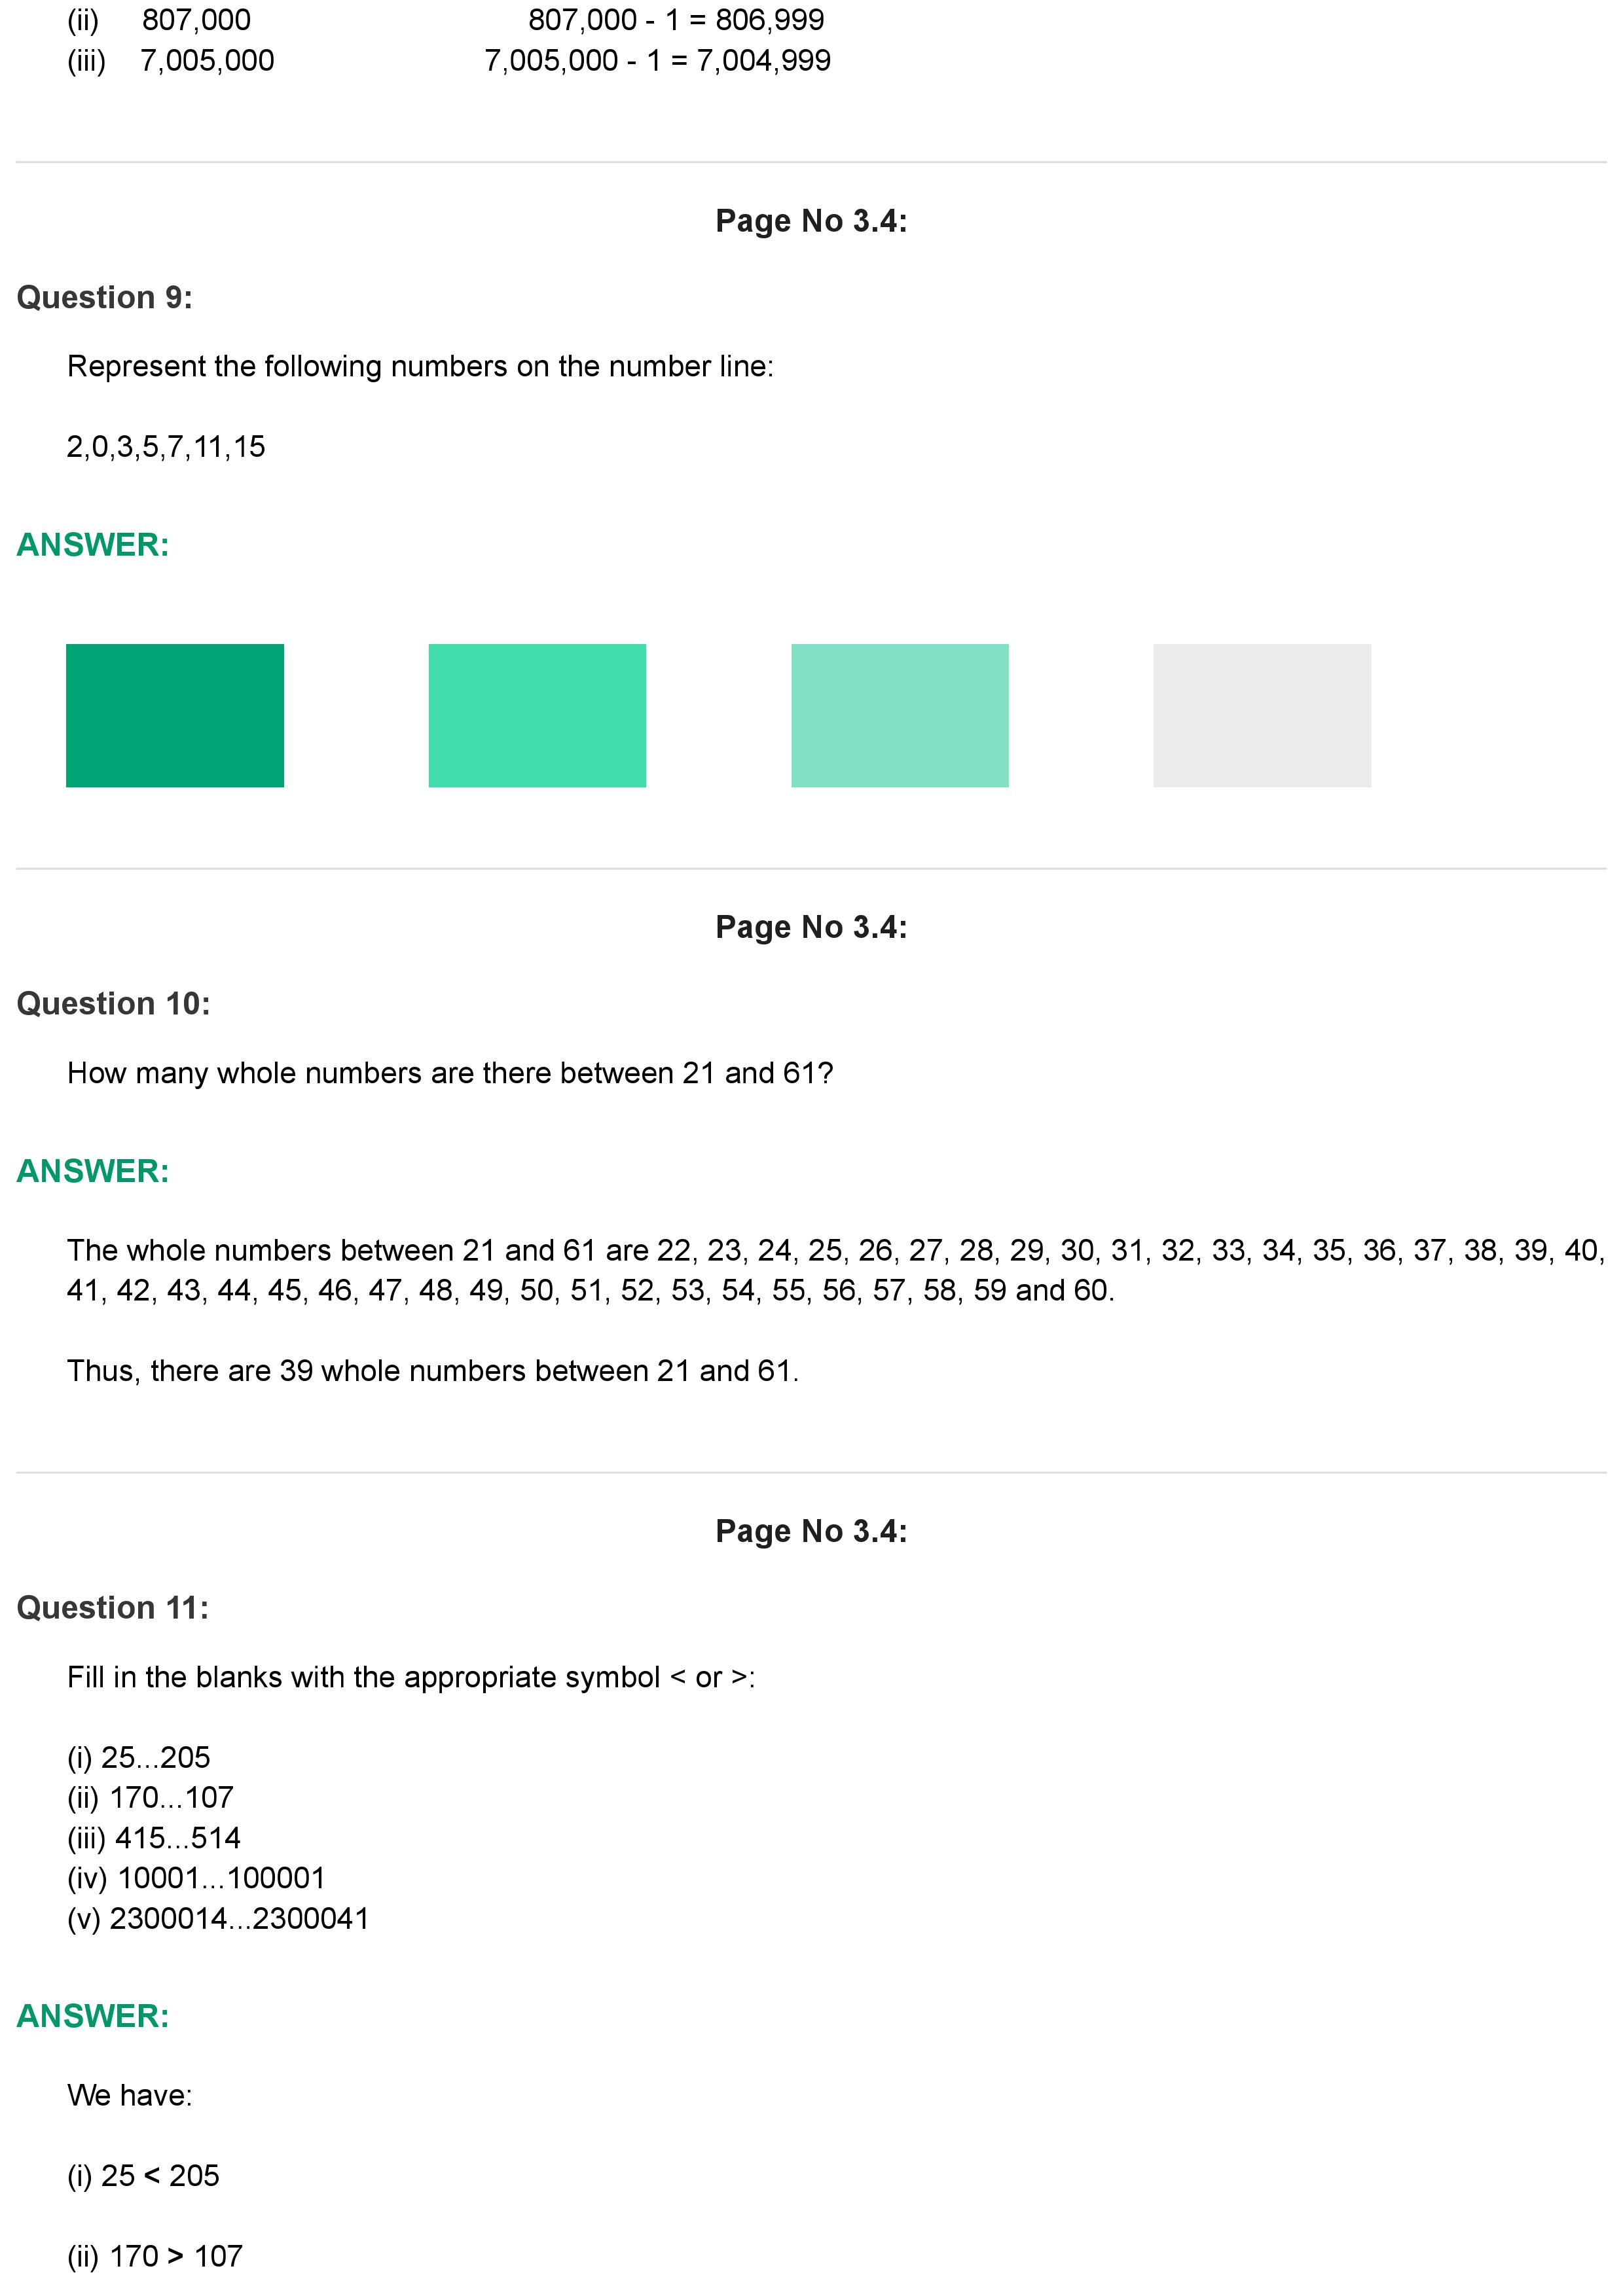 (ii) 807,000 807,000 - 1 = 806,999
(iii) 7,005,000 7,005,000 - 1 = 7,004,999
Page No 3.4:
Question 9:
Represent the following numbers on the number line:
2,0,3,5,7,11,15
ANSWER:
Page No 3.4:
Question 10:
How many whole numbers are there between 21 and 61?
ANSWER:
The whole numbers between 21 and 61 are 22, 23, 24, 25, 26, 27, 28, 29, 30, 31, 32, 33, 34, 35, 36, 37, 38, 39, 40,
41, 42, 43, 44, 45, 46, 47, 48, 49, 50, 51, 52, 53, 54, 55, 56, 57, 58, 59 and 60.
Thus, there are 39 whole numbers between 21 and 61.
Page No 3.4:
Question 11:
Fill in the blanks with the appropriate symbol < or >:
(i) 25...205
(ii) 170...107
(iii) 415...514
(iv) 10001...100001
(v) 2300014...2300041
ANSWER:
We have:
(i) 25 < 205
(ii) 170 > 107